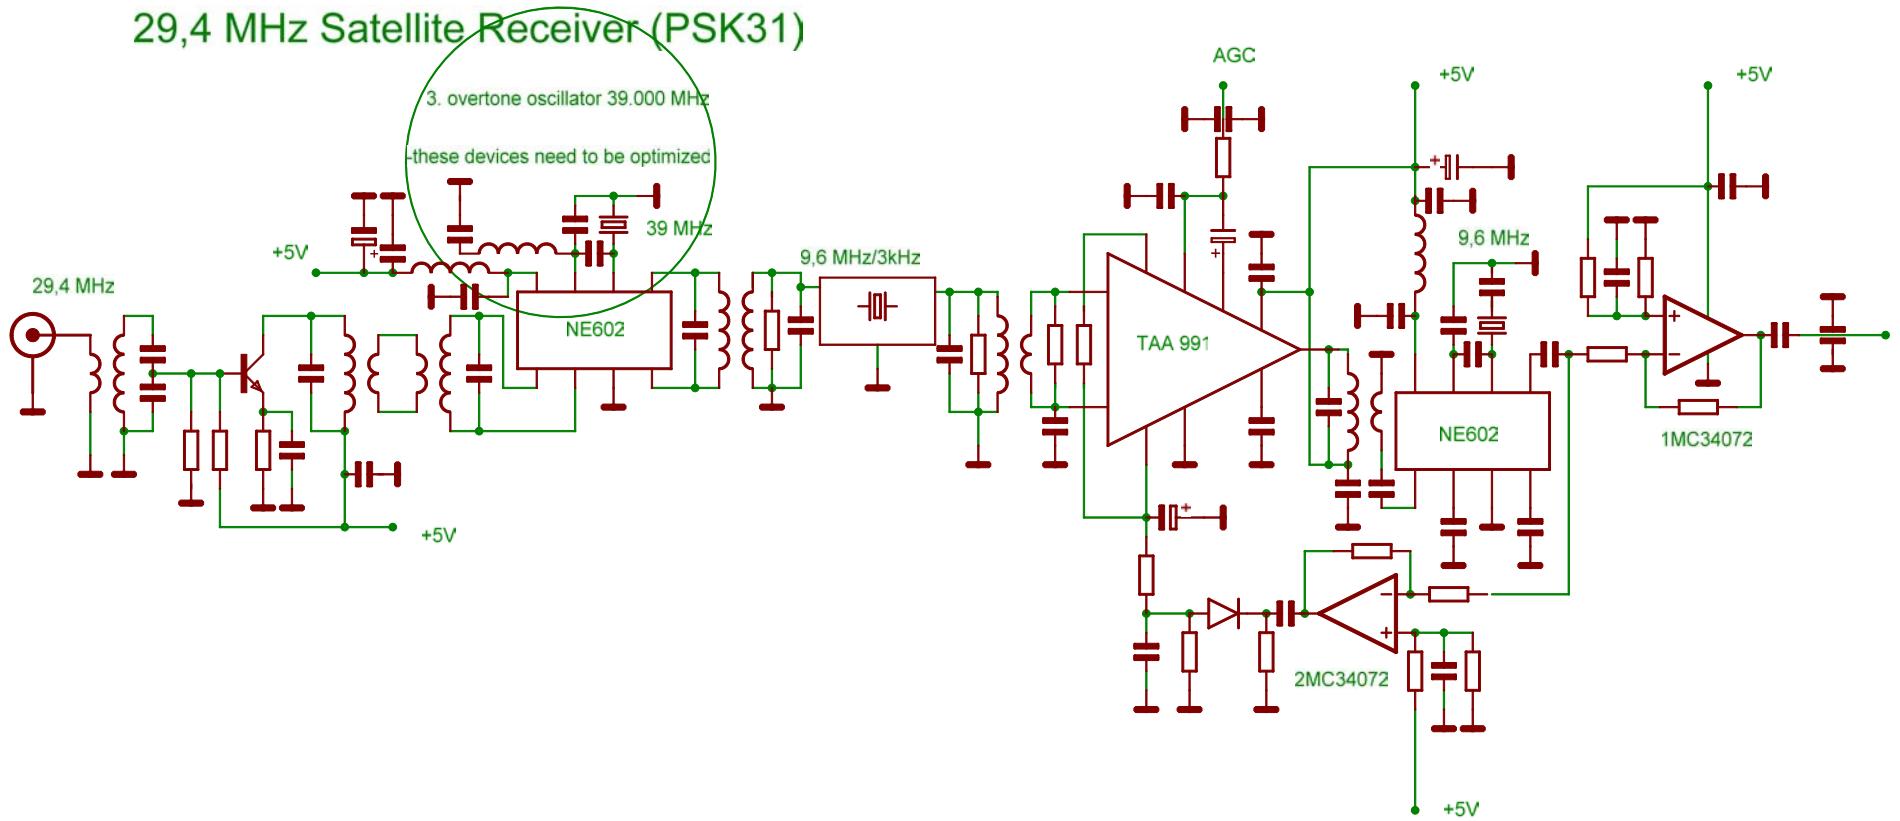 29,4 MHz Satellite Receiver (PSK31)
AGC
+5V
+5V
3. overtone oscillator 39.000 MHz
-these devices need to be optimized
39 MHz
9,6 MHz
+5V
9,6 MHz/3kHz
29,4 MHz
NE602
TAA 991
NE602
1MC34072
+5V
2MC34072
+5V